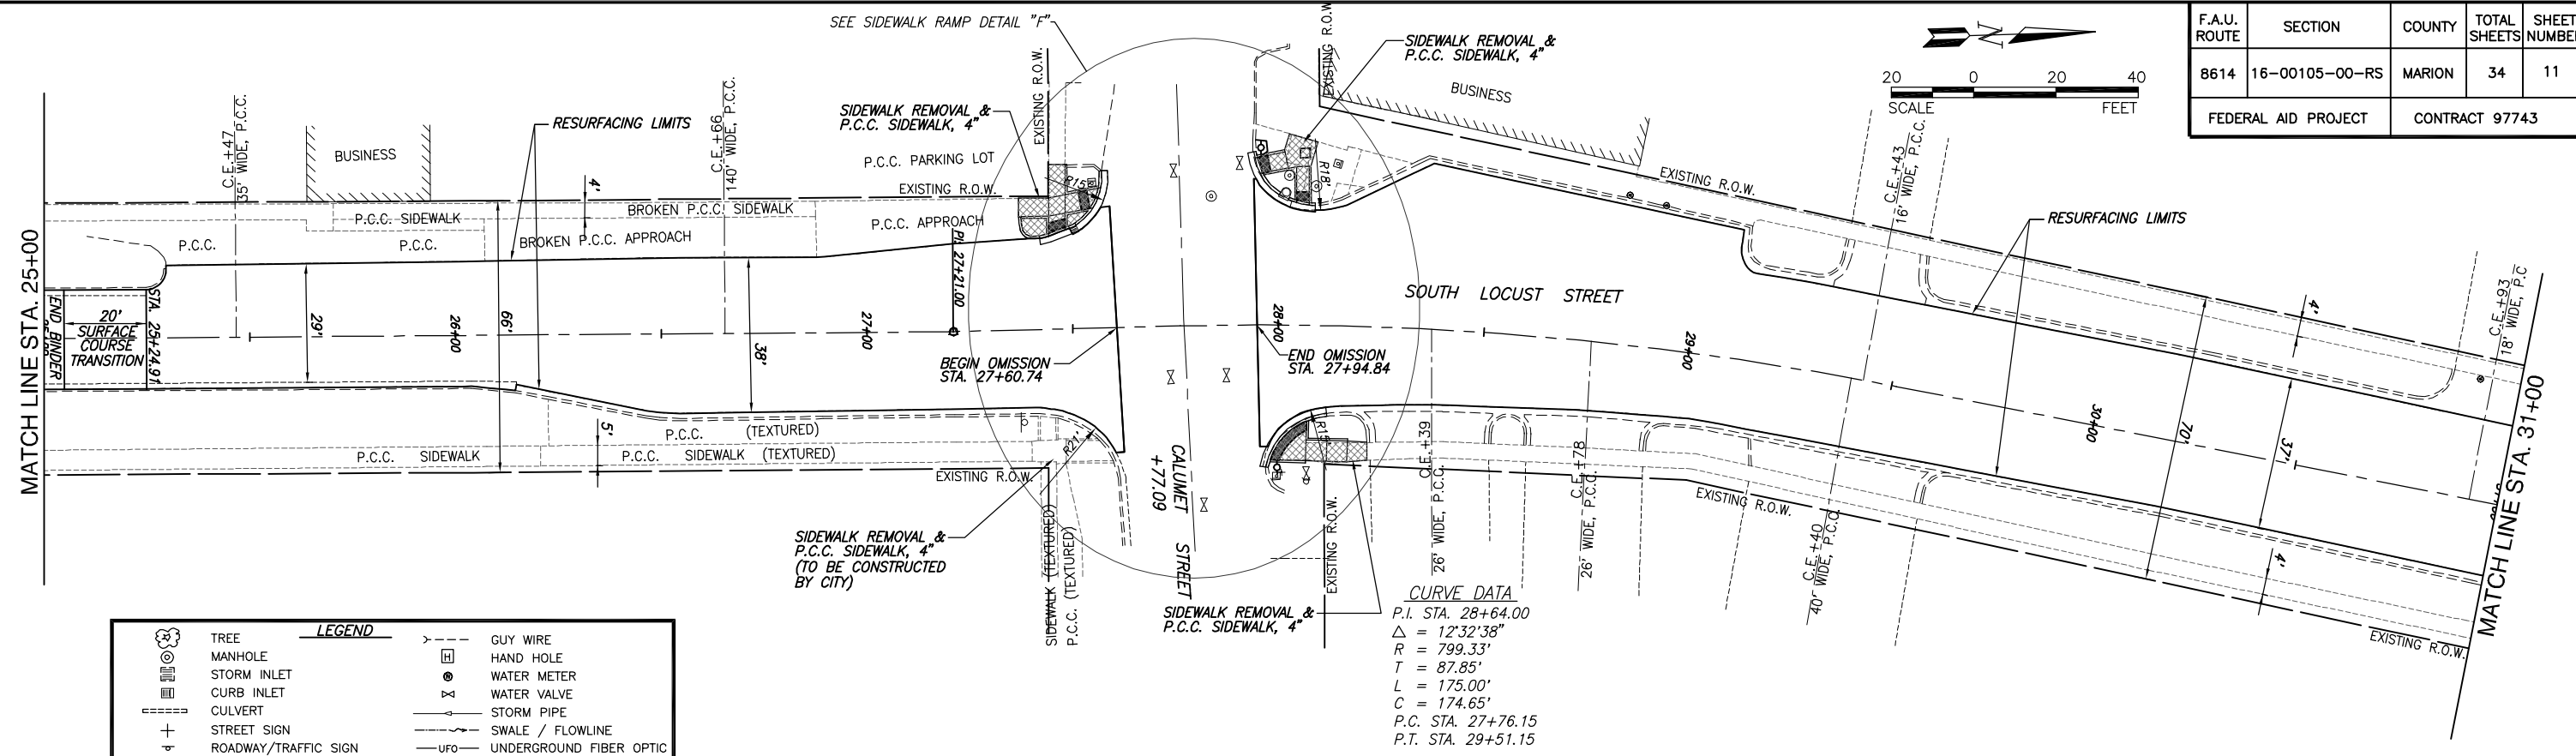 SEE SIDEWALK RAMP DETAIL "F"
F.A.U.
ROUTE
SECTION
COUNTY
TOTAL
SHEETS
SHEET
8614
16-00105-00-RS
MARION
34
11
FEDERAL AID PROJECT
CONTRACT 97743
N
20
0
20
40
SCALE
FEET
MATCH LINE STA. 25+00
C.E.+47
35' WIDE, P.C.C.
BUSINESS
RESURFACING LIMITS
C.E.+66
140' WIDE, P.C.C.
SIDEWALK REMOVAL &
P.C.C. SIDEWALK, 4"
EXISTING R.O.W.
P.C.C. PARKING LOT
EXISTING R.O.W.
R15'
4'
P.C.C. SIDEWALK
BROKEN P.C.C. SIDEWALK
P.C.C. APPROACH
P.C.C.
P.C.C.
BROKEN P.C.C. APPROACH
P.I. 27+21.00
END BINDER
20'
SURFACE
COURSE
TRANSITION
STA. 25+24.91
29'
26+00
66'
38'
27+00
BEGIN OMISSION
STA. 27+60.74
5'
P.C.C. (TEXTURED)
P.C.C. SIDEWALK
P.C.C. SIDEWALK (TEXTURED)
R21'
EXISTING R.O.W.
SIDEWALK REMOVAL &
P.C.C. SIDEWALK, 4"
(TO BE CONSTRUCTED
BY CITY)
SIDEWALK (TEXTURED)
P.C.C. (TEXTURED)
CALUMET STREET
+77.09
EXISTING R.O.W.
SIDEWALK REMOVAL &
P.C.C. SIDEWALK, 4"
BUSINESS
R18'
EXISTING R.O.W.
C.E.+43
16' WIDE, P.C.C.
RESURFACING LIMITS
SOUTH LOCUST STREET
28+00
END OMISSION
STA. 27+94.84
29+00
30+00
4'
C.E.+93
18' WIDE, P.C
70'
37'
4'
MATCH LINE STA. 31+00
R15'
C.E.+39
26' WIDE, P.C.C.
C.E.+78
26' WIDE, P.C.C.
EXISTING R.O.W.
C.E.+40
40' WIDE, P.C.C.
EXISTING R.O.W.
EXISTING R.O.W.
SIDEWALK REMOVAL &
P.C.C. SIDEWALK, 4"
CURVE DATA
P.I. STA. 28+64.00
△ = 12°32'38"
R = 799.33'
T = 87.85'
L = 175.00'
C = 174.65'
P.C. STA. 27+76.15
P.T. STA. 29+51.15
LEGEND
TREE
MANHOLE
STORM INLET
CURB INLET
CULVERT
STREET SIGN
ROADWAY/TRAFFIC SIGN
GUY WIRE
H HAND HOLE
WATER METER
WATER VALVE
STORM PIPE
SWALE / FLOWLINE
UFO UNDERGROUND FIBER OPTIC